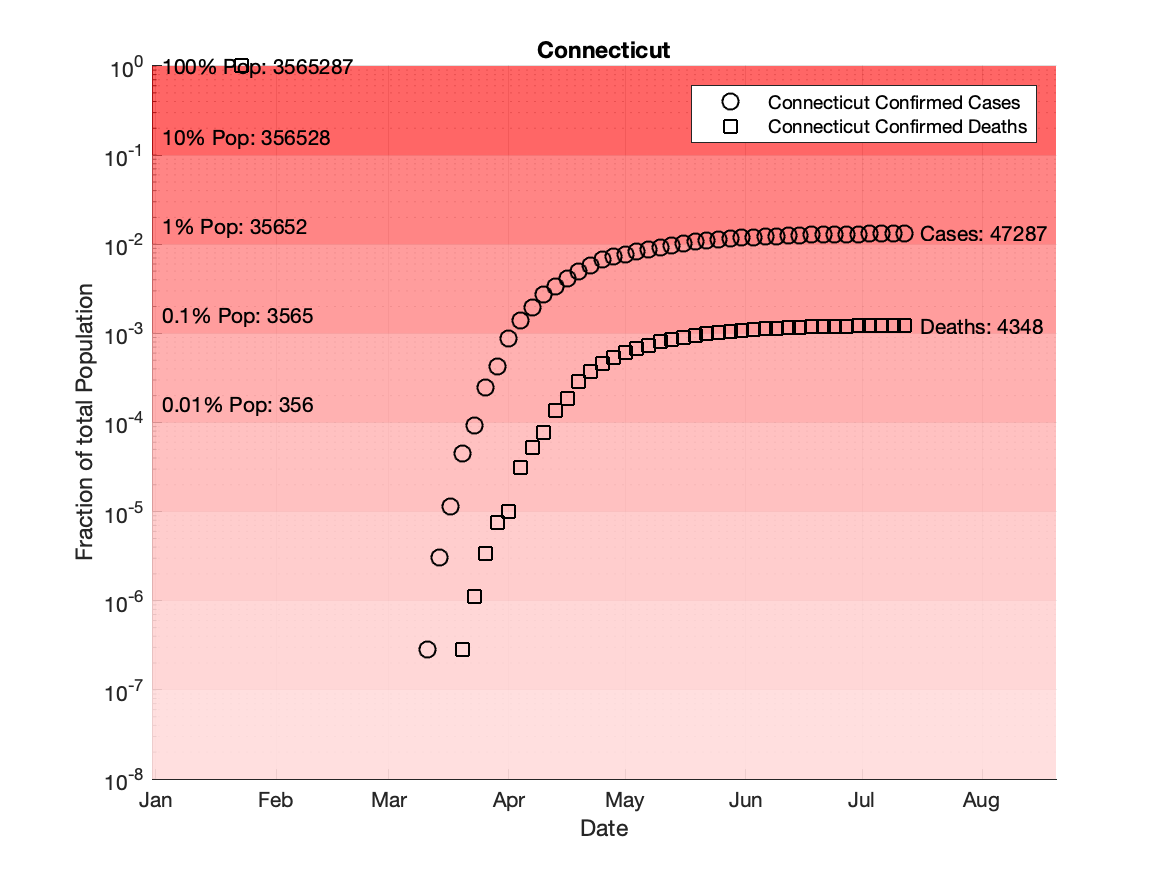 Connecticut
10^0
100% Pop: 3565287
Connecticut Confirmed Cases
Connecticut Confirmed Deaths
10% Pop: 356528
10^-1
1% Pop: 35652
10^-2
Cases: 47287
0.1% Pop: 3565
10^-3
Deaths: 4348
0.01% Pop: 356
10^-4
10^-5
10^-6
10^-7
10^-8
Fraction of total Population
Jan Feb Mar Apr May Jun Jul Aug
Date